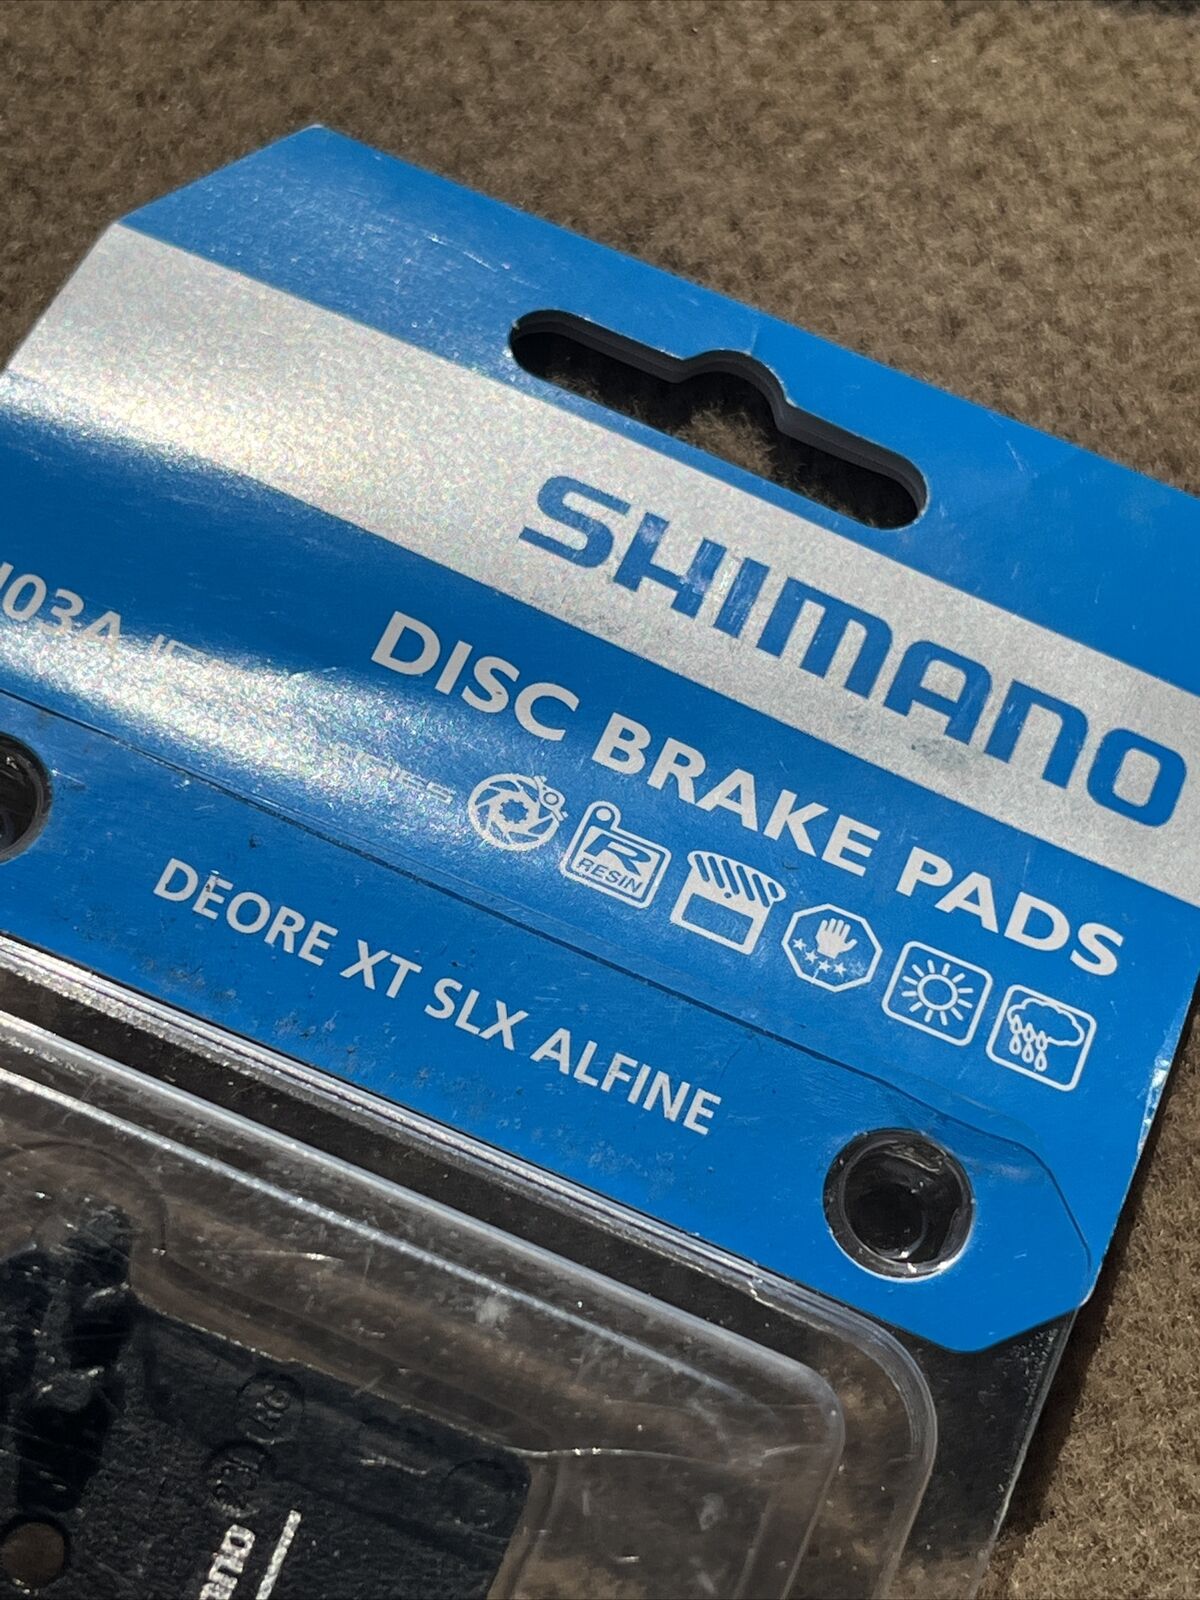 SHIMANO
DISC BRAKE PADS
R
RESIN
DEORE XT SLX ALFINE